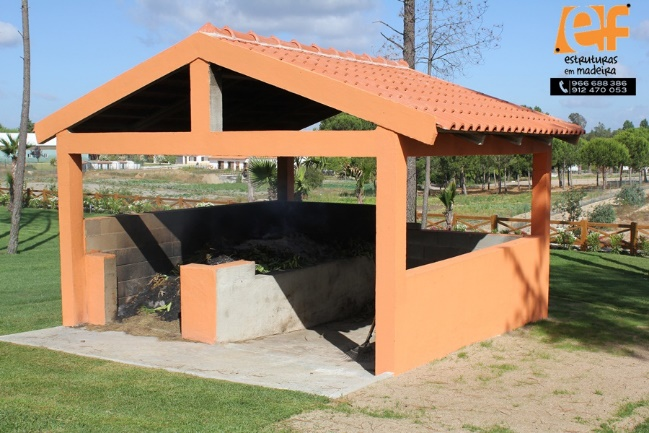 ef
estruturas
em madeira
966 688 386
912 470 053